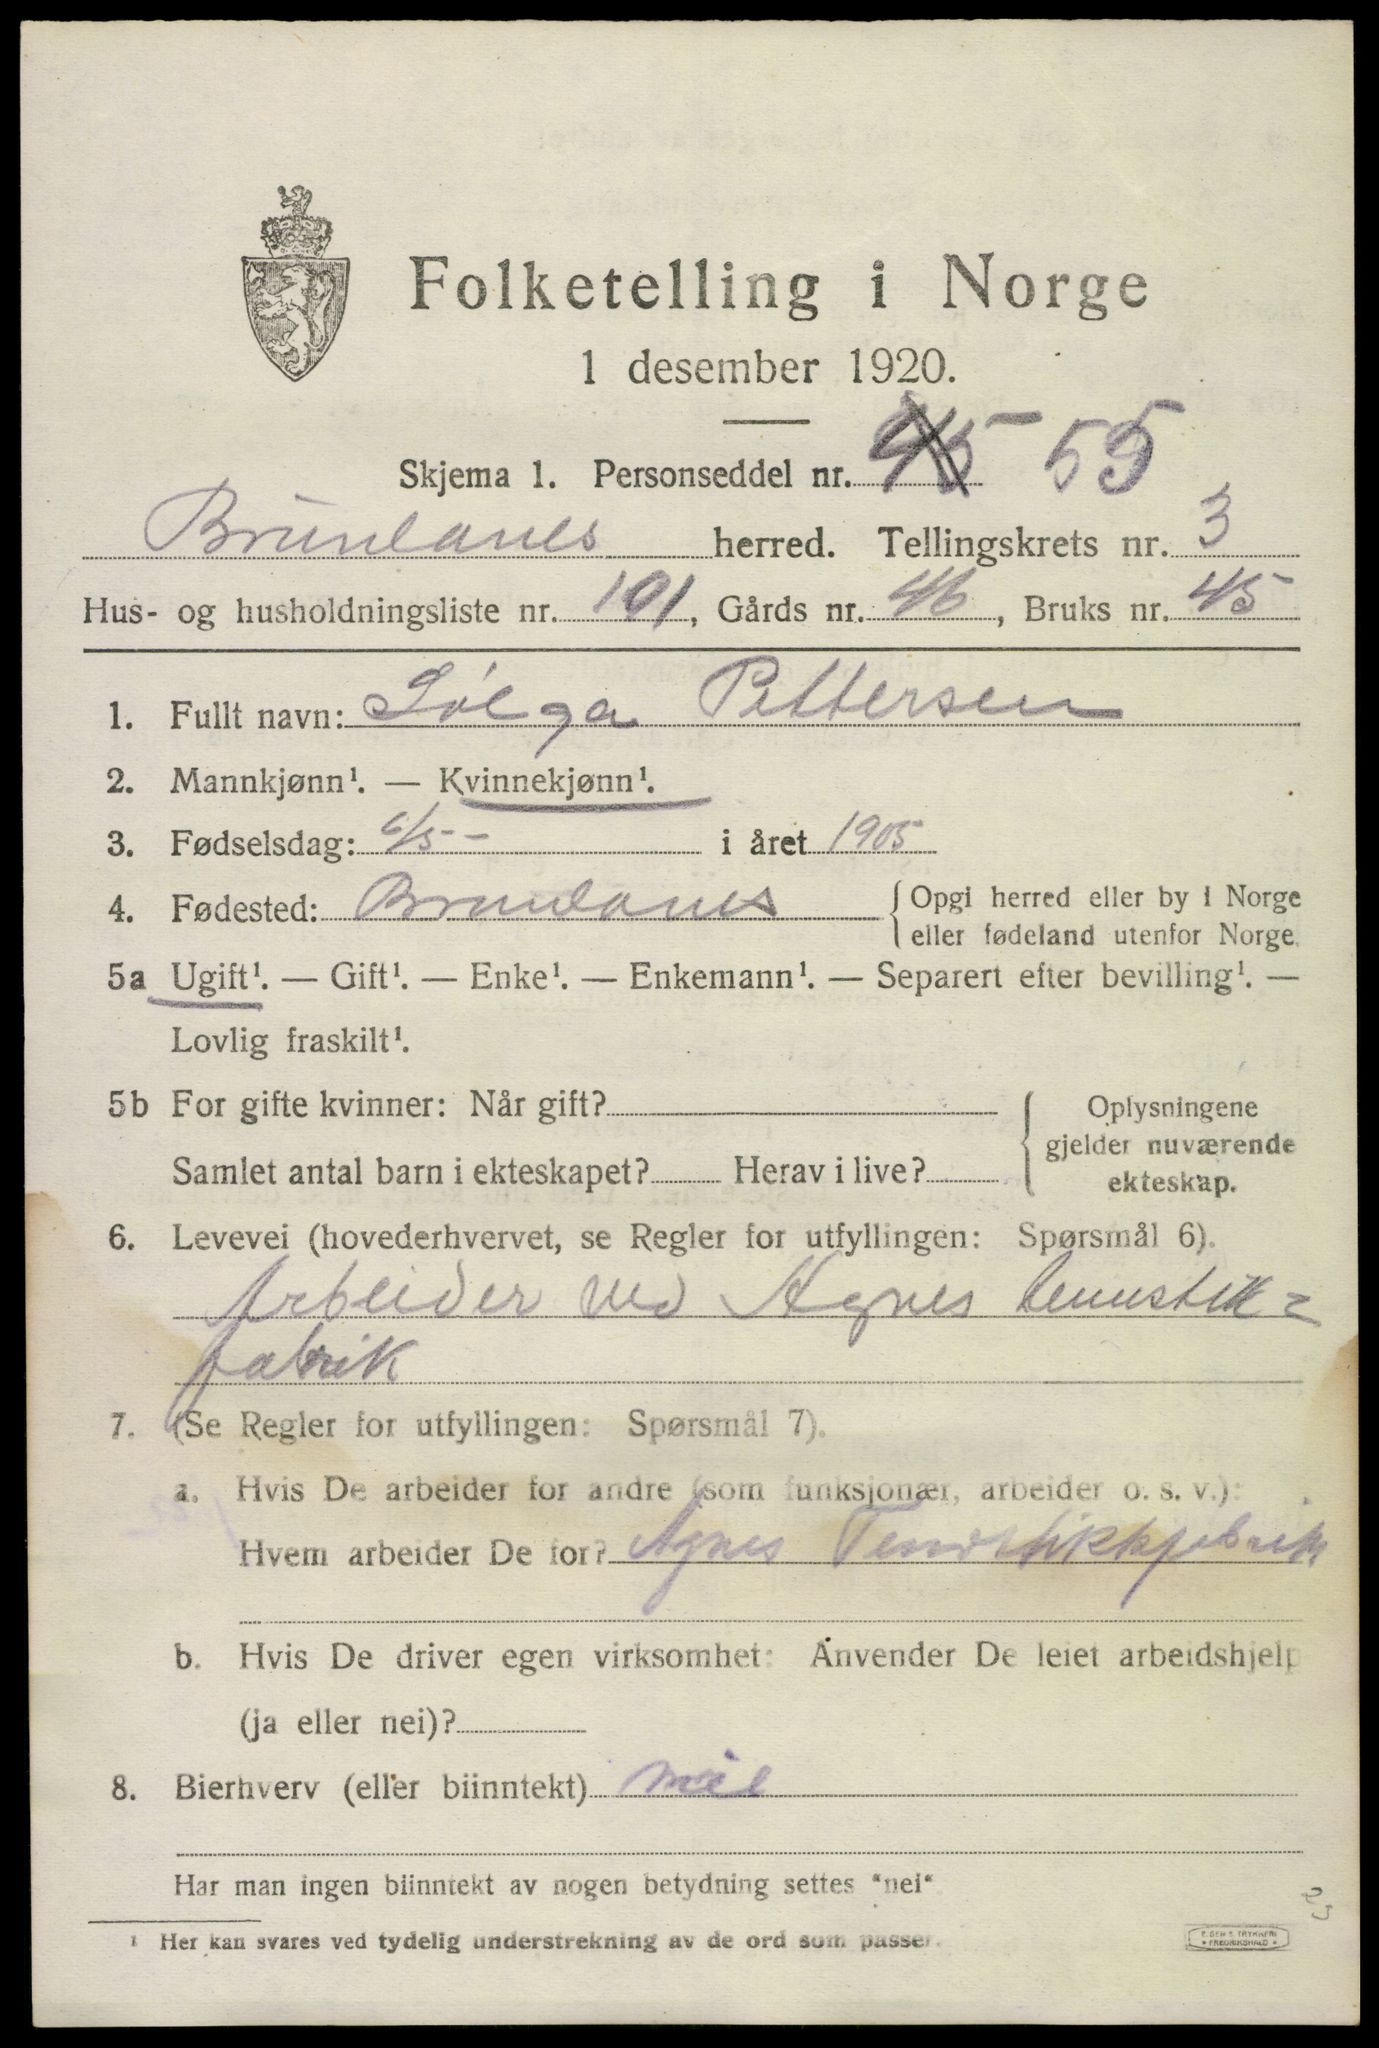 Folketelling i Norge
1 desember 1920.
Skjema 1. Personseddel nr. 45 55
Brunlanes herred. Tellingskrets nr. 3
Hus- og husholdningsliste nr. 101, Gårds nr. 46, Bruks nr. 45
1. Fullt navn: Pettersen
2. Mannkjønn¹. — Kvinnekjønn¹.
3. Fødselsdag: 6/5- i året 1905
4. Fødested: Brunlanes {Opgi herred eller by i Norge
eller fødeland utenfor Norge.
5a Ugift¹. — Gift¹. — Enke¹. — Enkemann¹. — Separert efter bevilling¹. —
Lovlig fraskilt¹.
5b For gifte kvinner: Når gift? Oplysningene
gjelder nuværende
Samlet antal barn i ekteskapet? Herav i live? ekteskap.
6. Levevei (hovederhvervet, se Regler for utfyllingen: Spørsmål 6).
Arbeider ved Agnes
fabrik
7. (Se Regler for utfyllingen: Spørsmål 7).
a. Hvis De arbeider for andre (som funksjonær, arbeider o. s. v.):
Hvem arbeider De for? Agnes Tendstikkfabrik
b. Hvis De driver egen virksomhet: Anvender De leiet arbeidshjelp
(ja eller nei)?
8. Bierhverv (eller biinntekt) nei
Har man ingen biinntekt av nogen betydning settes "nei"
¹ Her kan svares ved tydelig understrekning av de ord som passer.
E. SEM'S TRYKKERI
FREDRIKSHALD